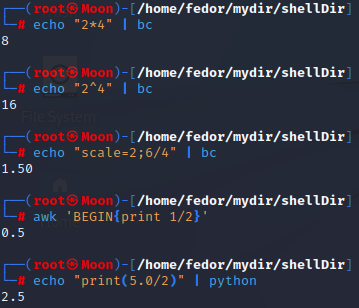 ┌──(root㉿Moon)-[/home/fedor/mydir/shellDir]
└─# echo "2*4" | bc
8
┌──(root㉿Moon)-[/home/fedor/mydir/shellDir]
└─# echo "2^4" | bc
16
File System
┌──(root㉿Moon)-[/home/fedor/mydir/shellDir]
└─# echo "scale=2;6/4" | bc
1.50
┌──(root㉿Moon)-[/home/fedor/mydir/shellDir]
└─# awk 'BEGIN{print 1/2}'
0.5
┌──(root㉿Moon)-[/home/fedor/mydir/shellDir]
└─# echo "print(5.0/2)" | python
2.5